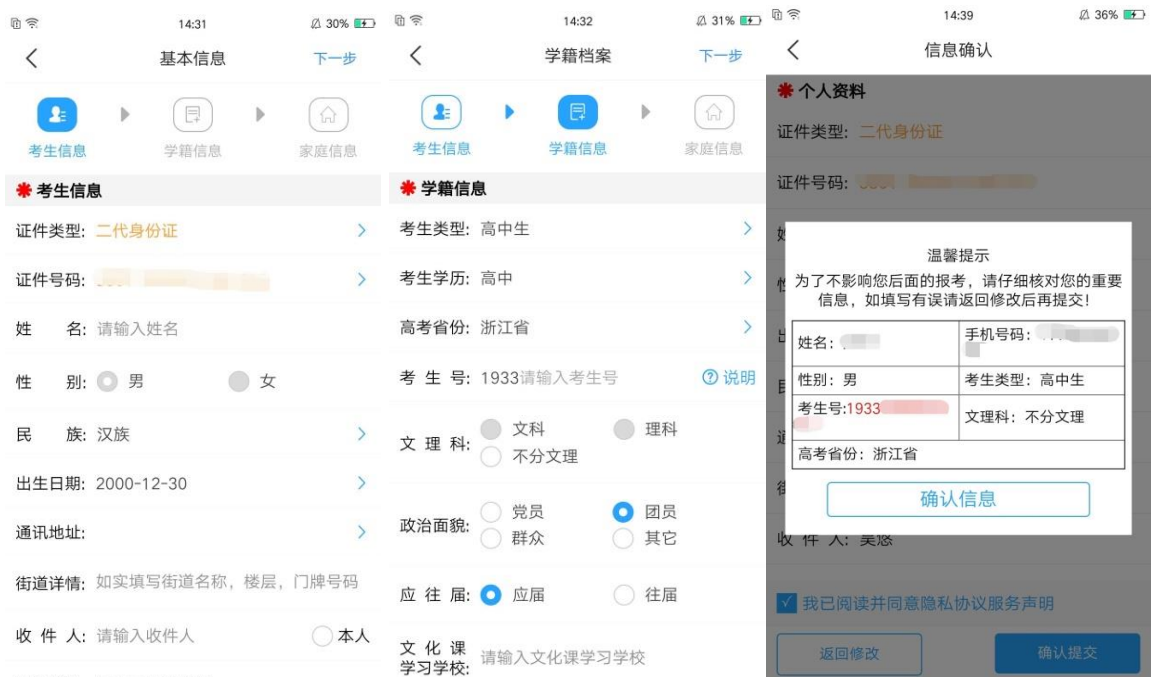 14:31
30%
基本信息
下一步
考生信息
学籍信息
家庭信息
考生信息
证件类型: 二代身份证
证件号码:
姓 名: 请输入姓名
性 别: 男 女
民 族: 汉族
出生日期: 2000-12-30
通讯地址:
街道详情: 如实填写街道名称,楼层,门牌号码
收 件 人: 请输入收件人 本人
14:32
31%
学籍档案
下一步
考生信息
学籍信息
家庭信息
学籍信息
考生类型: 高中生
考生学历: 高中
高考省份: 浙江省
考 生 号: 1933请输入考生号 ? 说明
文 理 科: 文科 理科
不分文理
政治面貌: 党员 团员
群众 其它
应 往 届: 应届 往届
文 化 课
学习学校: 请输入文化课学习学校
14:39
36%
信息确认
个人资料
证件类型: 二代身份证
证件号码:
温馨提示
为了不影响您后面的报考,请仔细核对您的重要
信息,如填写有误请返回修改后再提交!
姓名:
手机号码:
性别: 男
考生类型: 高中生
考生号:1933
文理科: 不分文理
高考省份: 浙江省
确认信息
收 件 人: 吴悠
我已阅读并同意隐私协议服务声明
返回修改
确认提交